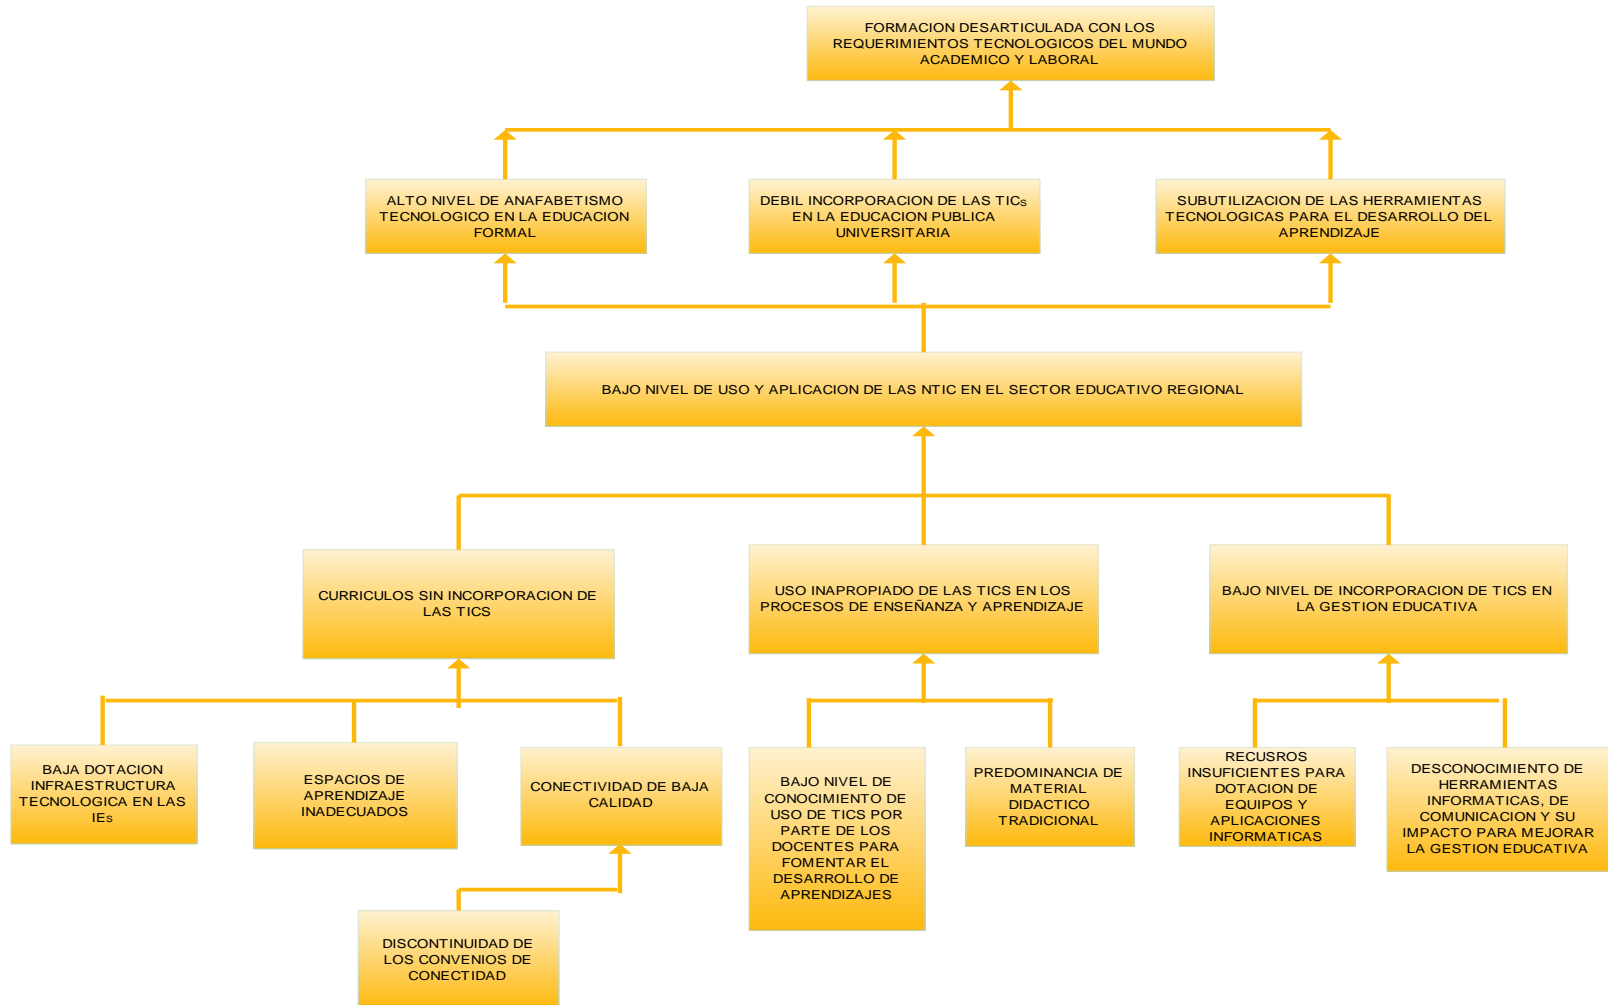 FORMACION DESARTICULADA CON LOS
REQUERIMIENTOS TECNOLOGICOS DEL MUNDO
ACADEMICO Y LABORAL
ALTO NIVEL DE ANAFABETISMO
TECNOLOGICO EN LA EDUCACION
FORMAL
DEBIL INCORPORACION DE LAS TICs
EN LA EDUCACION PUBLICA
UNIVERSITARIA
SUBUTILIZACION DE LAS HERRAMIENTAS
TECNOLOGICAS PARA EL DESARROLLO DEL
APRENDIZAJE
BAJO NIVEL DE USO Y APLICACION DE LAS NTIC EN EL SECTOR EDUCATIVO REGIONAL
CURRICULOS SIN INCORPORACION DE
LAS TICS
USO INAPROPIADO DE LAS TICS EN LOS
PROCESOS DE ENSEÑANZA Y APRENDIZAJE
BAJO NIVEL DE INCORPORACION DE TICS EN
LA GESTION EDUCATIVA
BAJA DOTACION
INFRAESTRUCTURA
TECNOLOGICA EN LAS
IEs
ESPACIOS DE
APRENDIZAJE
INADECUADOS
CONECTIVIDAD DE BAJA
CALIDAD
BAJO NIVEL DE
CONOCIMIENTO DE
USO DE TICS POR
PARTE DE LOS
DOCENTES PARA
FOMENTAR EL
DESARROLLO DE
APRENDIZAJES
PREDOMINANCIA DE
MATERIAL
DIDACTICO
TRADICIONAL
RECUSROS
INSUFICIENTES PARA
DOTACION DE
EQUIPOS Y
APLICACIONES
INFORMATICAS
DESCONOCIMIENTO DE
HERRAMIENTAS
INFORMATICAS, DE
COMUNICACION Y SU
IMPACTO PARA MEJORAR
LA GESTION EDUCATIVA
DISCONTINUIDAD DE
LOS CONVENIOS DE
CONECTIDAD